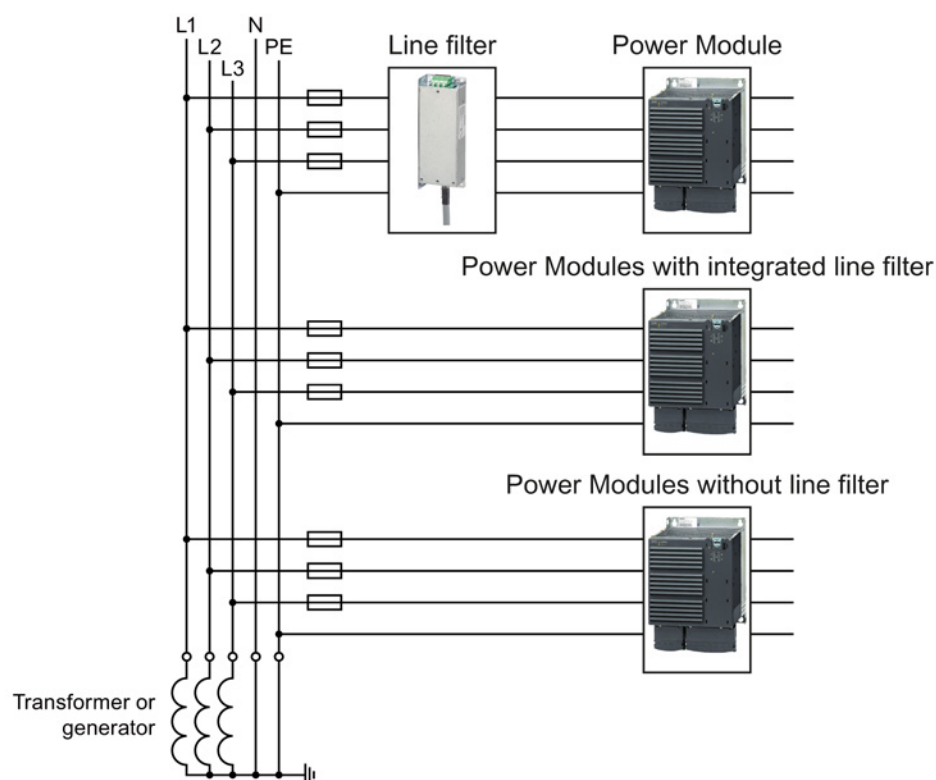 L1
L2
L3
N
PE
Line filter
Power Module
Power Modules with integrated line filter
Power Modules without line filter
Transformer or
generator